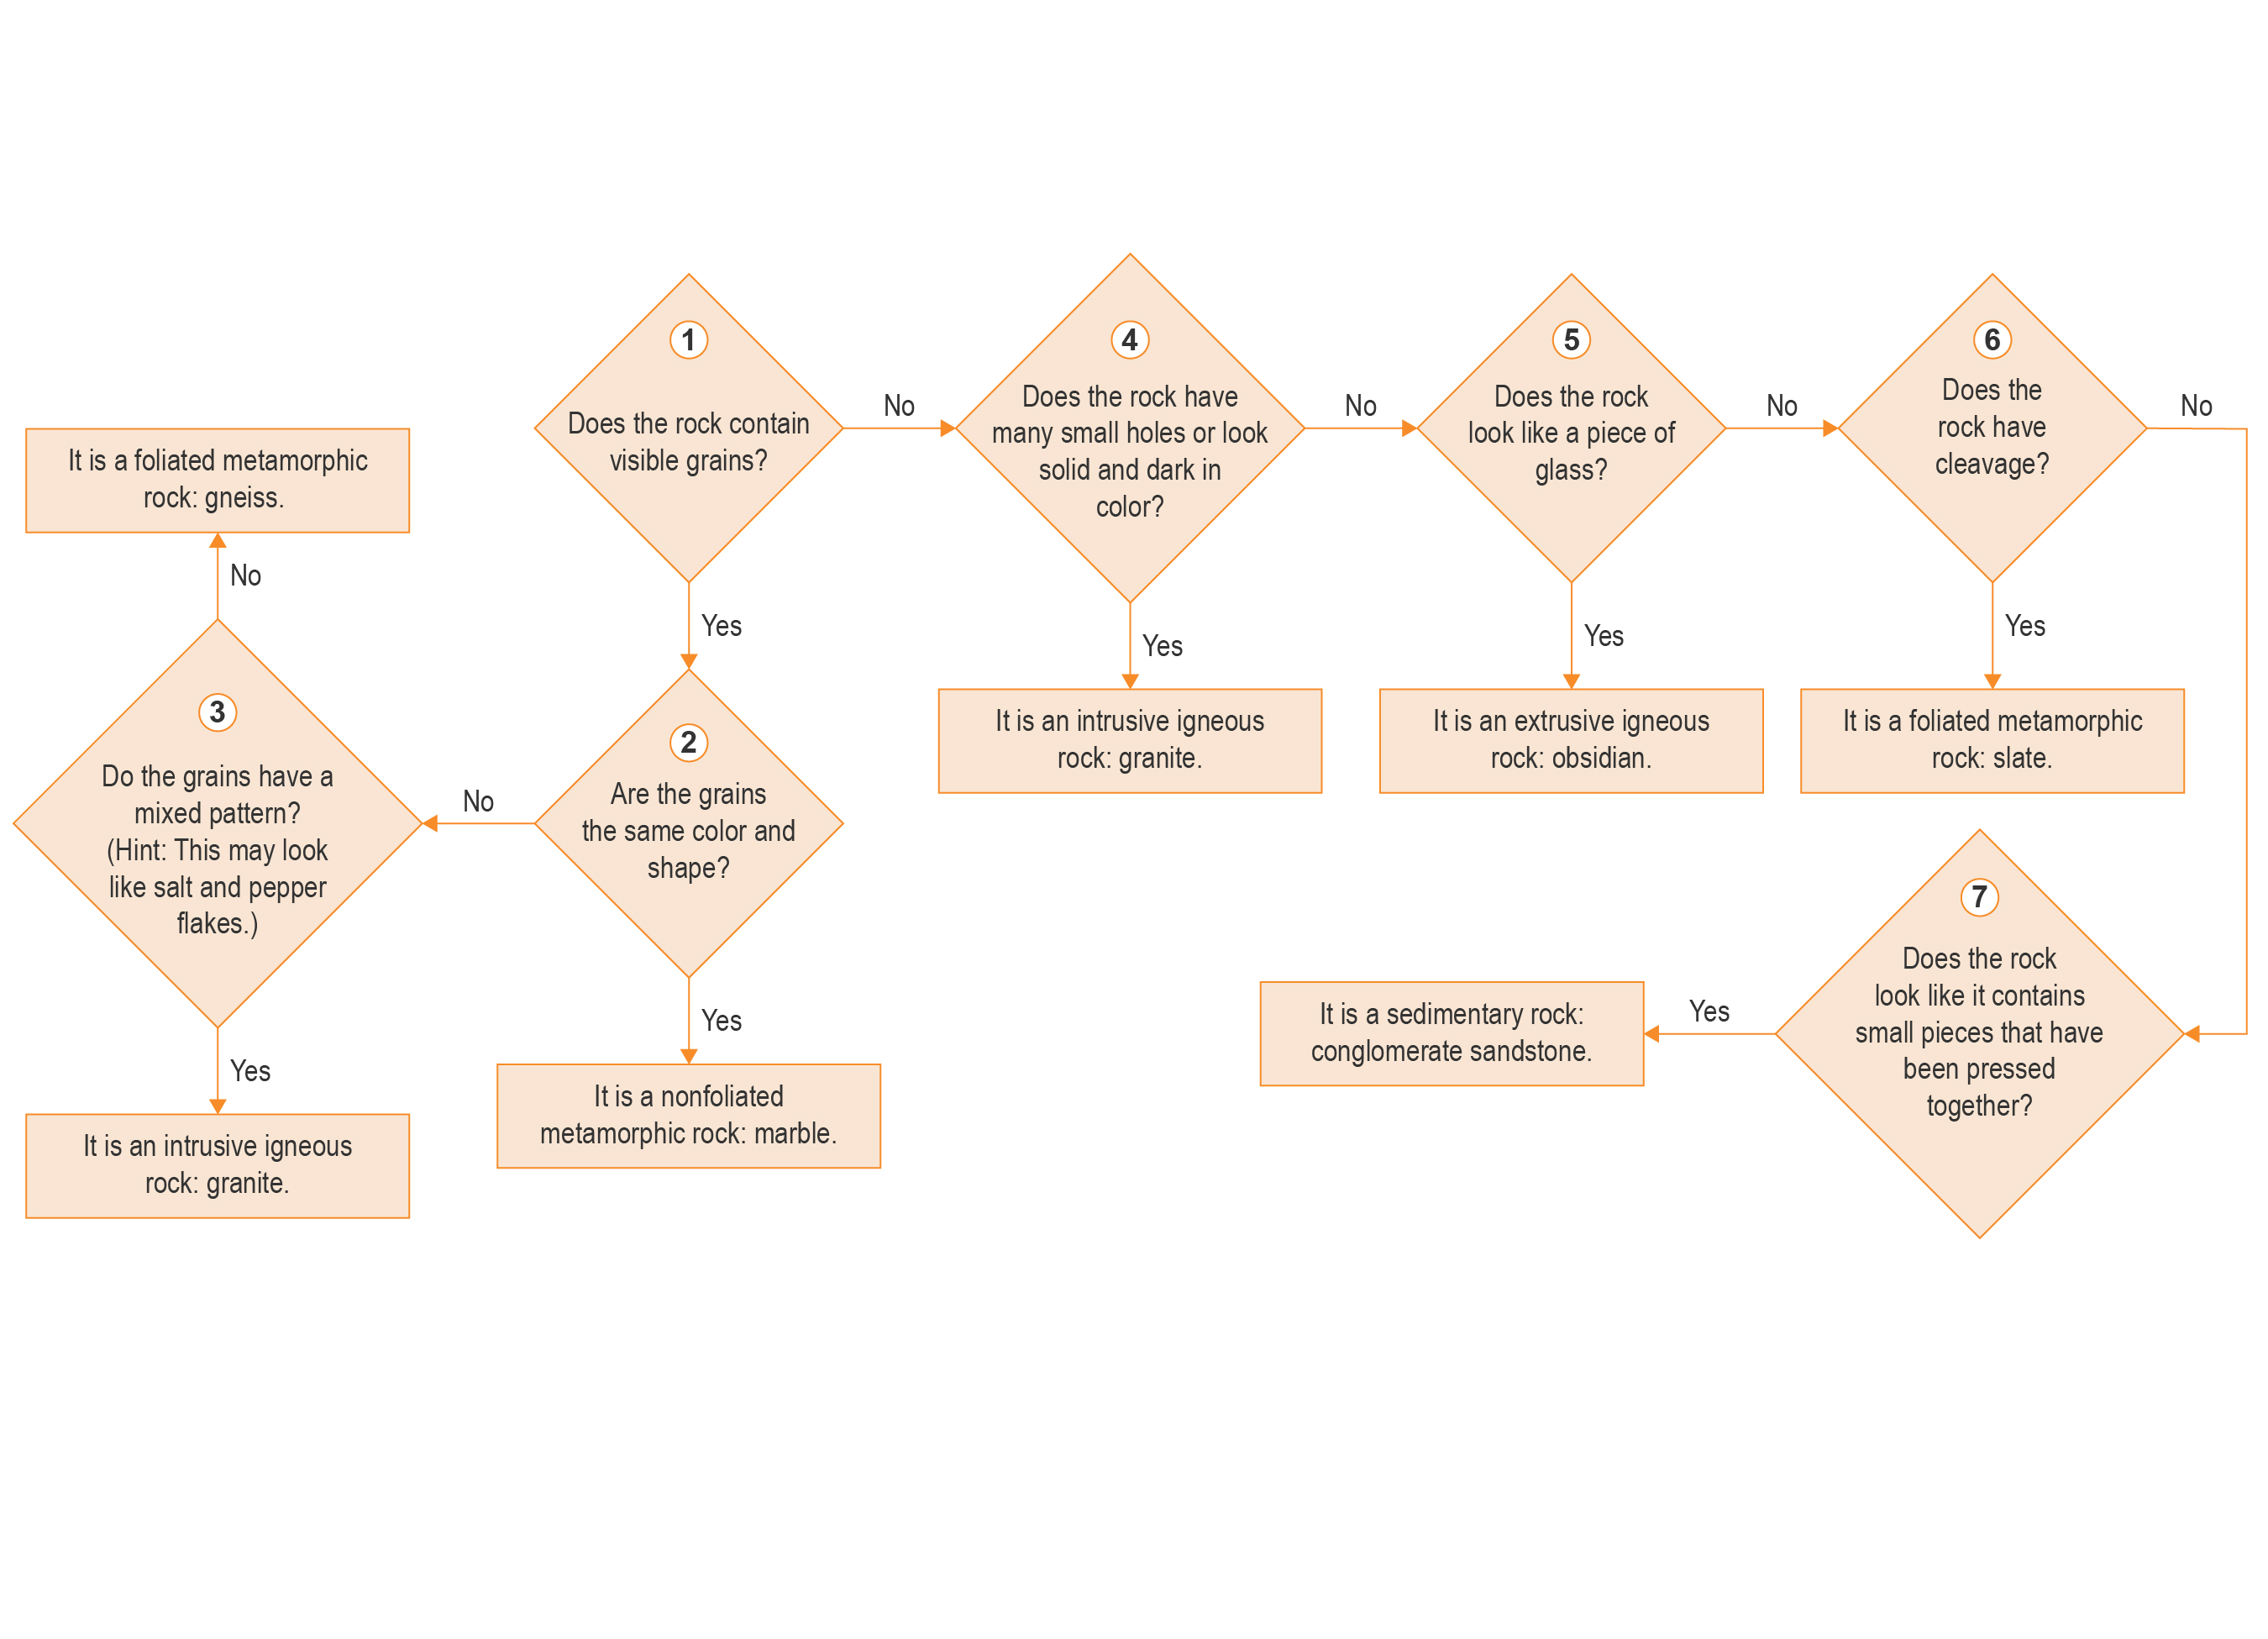 1
Does the rock contain
visible grains?
No
Yes
2
Are the grains
the same color and
shape?
No
Yes
It is a nonfoliated
metamorphic rock: marble.
3
Do the grains have a
mixed pattern?
(Hint: This may look
like salt and pepper
flakes.)
No
It is a foliated metamorphic
rock: gneiss.
Yes
It is an intrusive igneous
rock: granite.
4
Does the rock have
many small holes or look
solid and dark in
color?
No
Yes
It is an intrusive igneous
rock: granite.
5
Does the rock
look like a piece of
glass?
No
Yes
It is an extrusive igneous
rock: obsidian.
6
Does the
rock have
cleavage?
No
Yes
It is a foliated metamorphic
rock: slate.
7
Does the rock
look like it contains
small pieces that have
been pressed
together?
Yes
It is a sedimentary rock:
conglomerate sandstone.